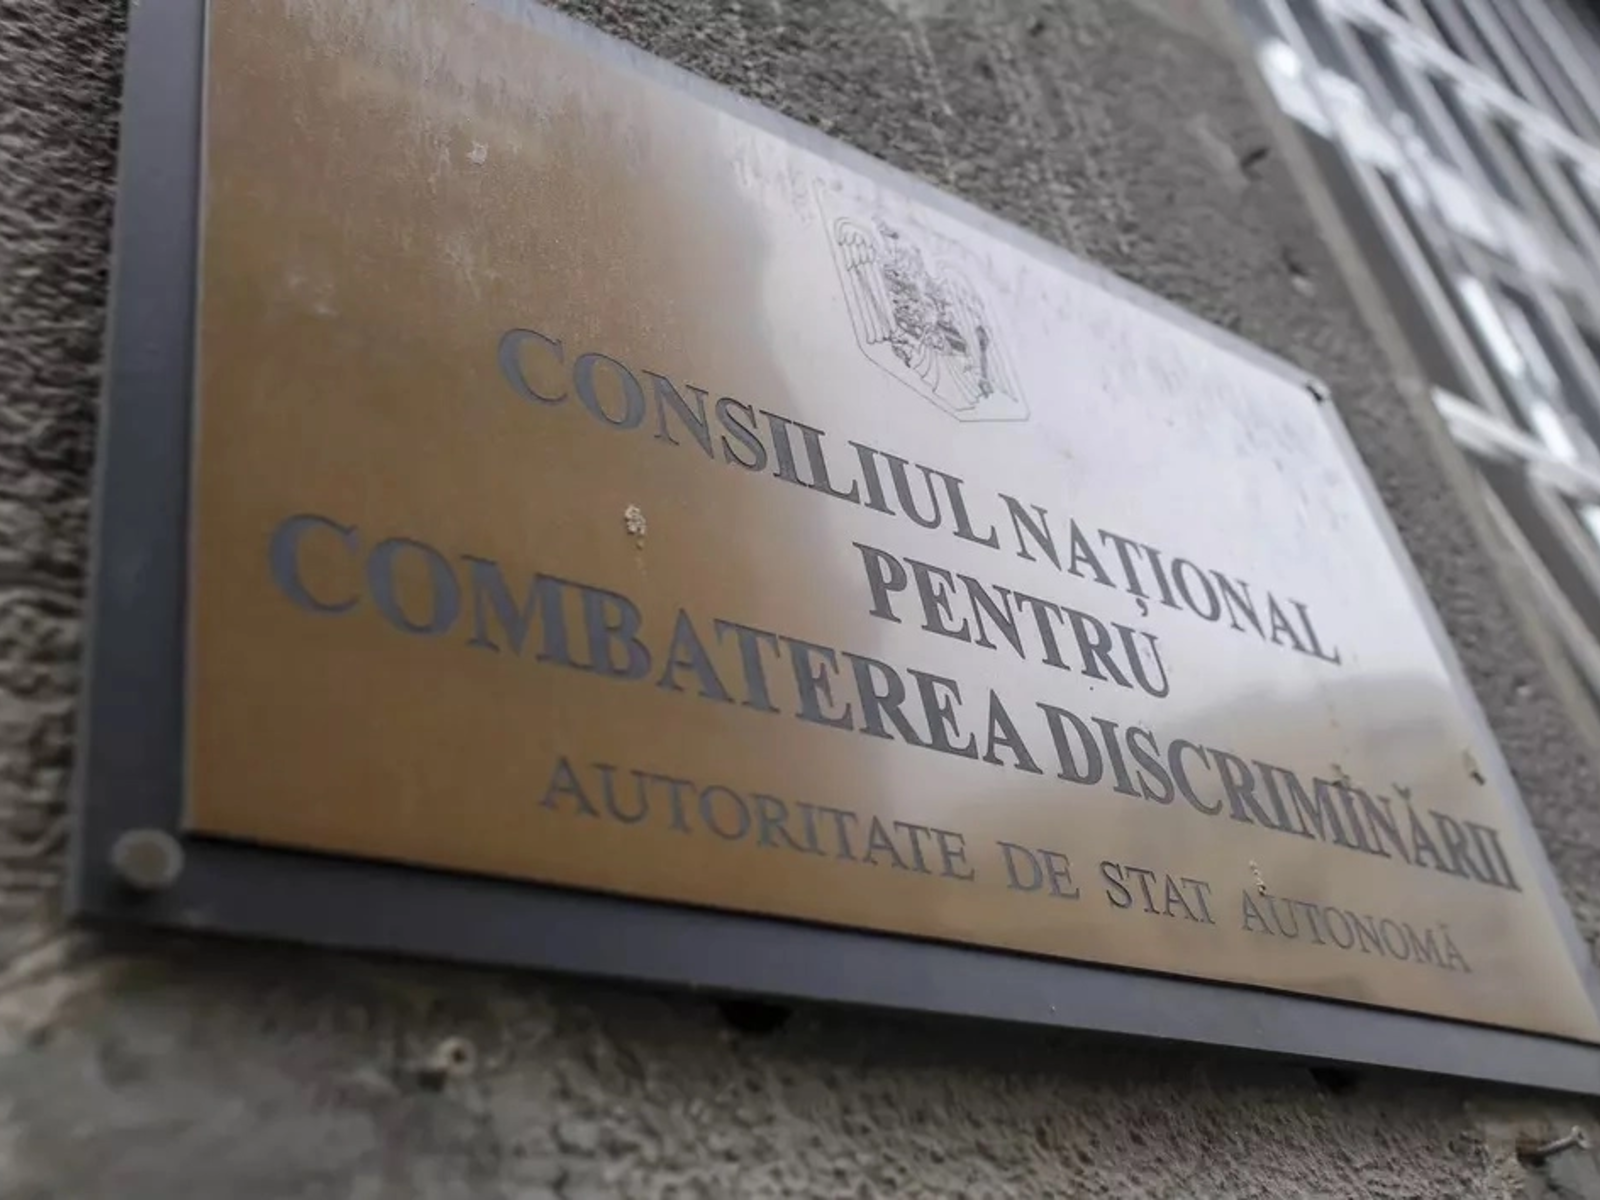 CONSILIUL NAȚIONAL
PENTRU
COMBATEREA DISCRIMINĂRII
AUTORITATE DE STAT AUTONOMĂ